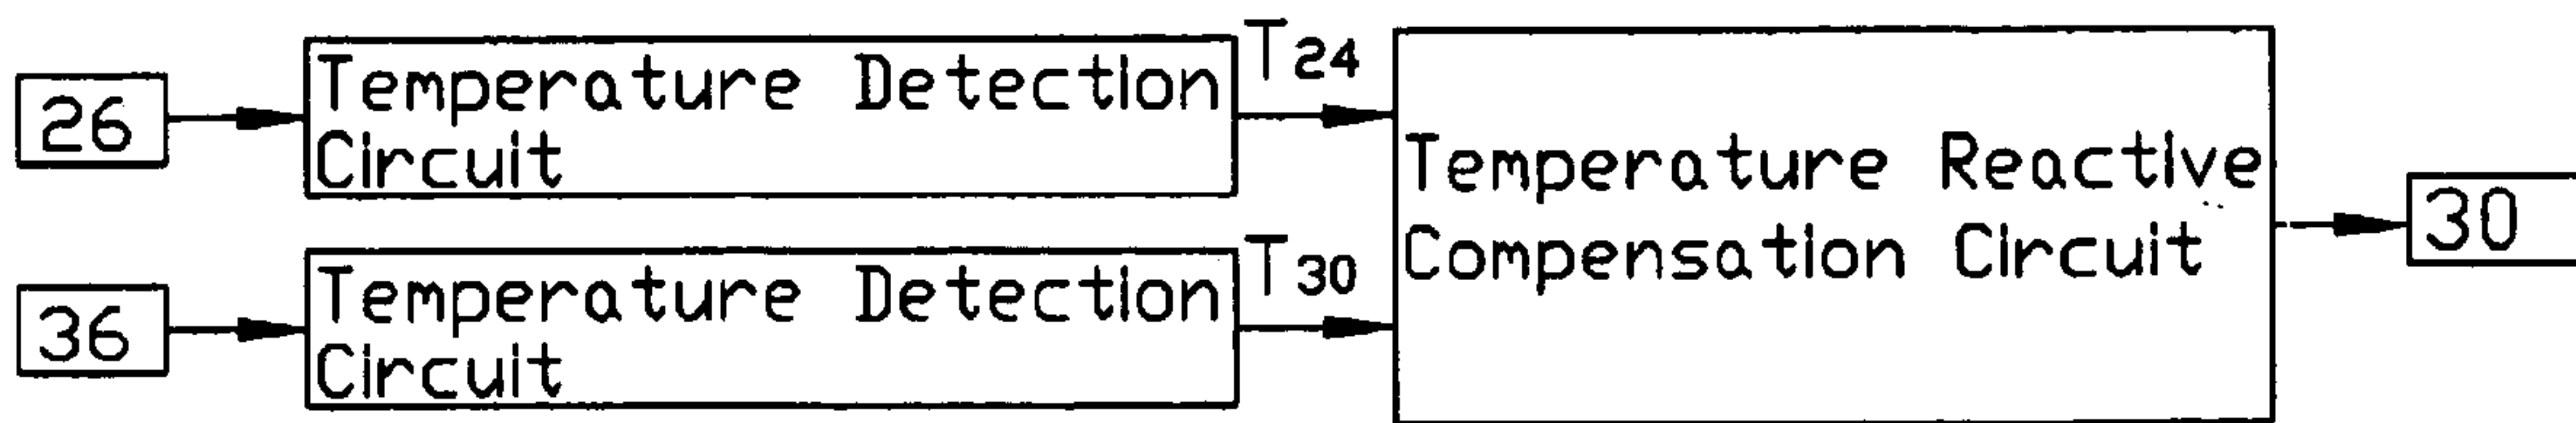 26
Temperature Detection
Circuit
T24
36
Temperature Detection
Circuit
T30
Temperature Reactive
Compensation Circuit
30